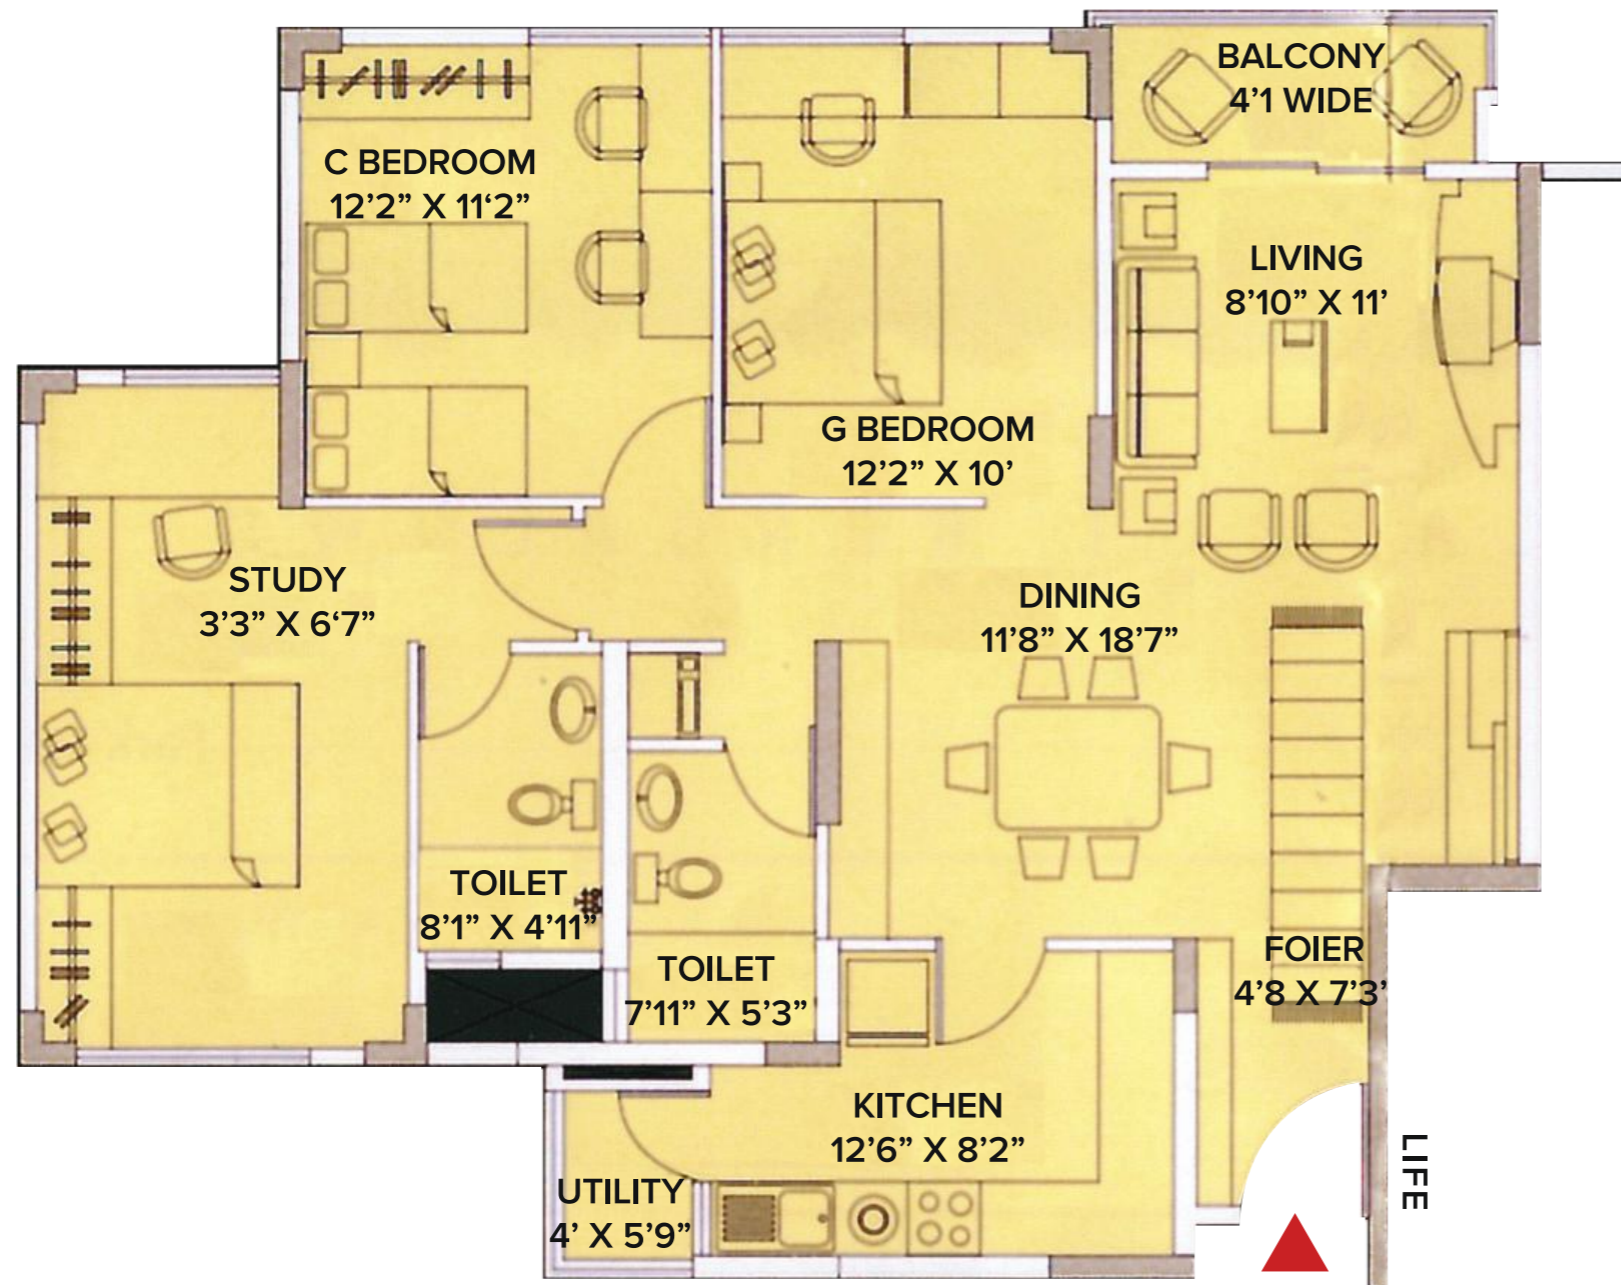 BALCONY
4'1 WIDE
C BEDROOM
12'2” X 11‘2”
LIVING
8’10” X 11’
G BEDROOM
12’2” X 10’
STUDY
3’3” X 6‘7”
DINING
11’8” X 18’7”
TOILET
8’1” X 4’11”
TOILET
7’11” X 5’3”
FOIER
4’8 X 7’3’
KITCHEN
12’6” X 8’2”
UTILITY
4’ X 5’9”
LIFE